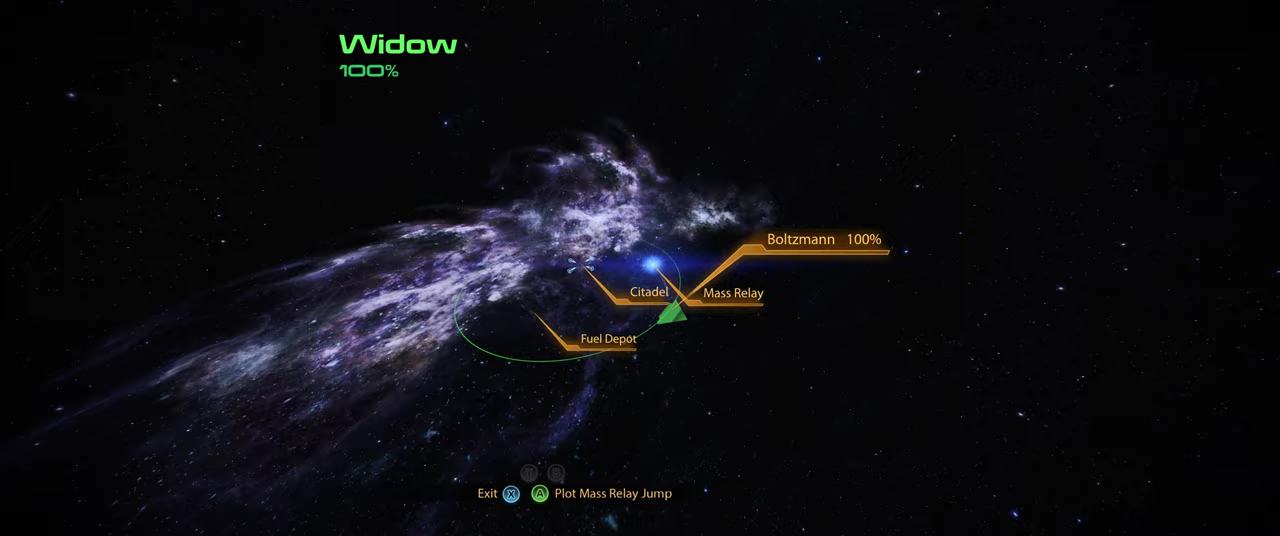 Widow
100%
Boltzmann 100%
Citadel
Mass Relay
Fuel Depot
Exit X A Plot Mass Relay Jump